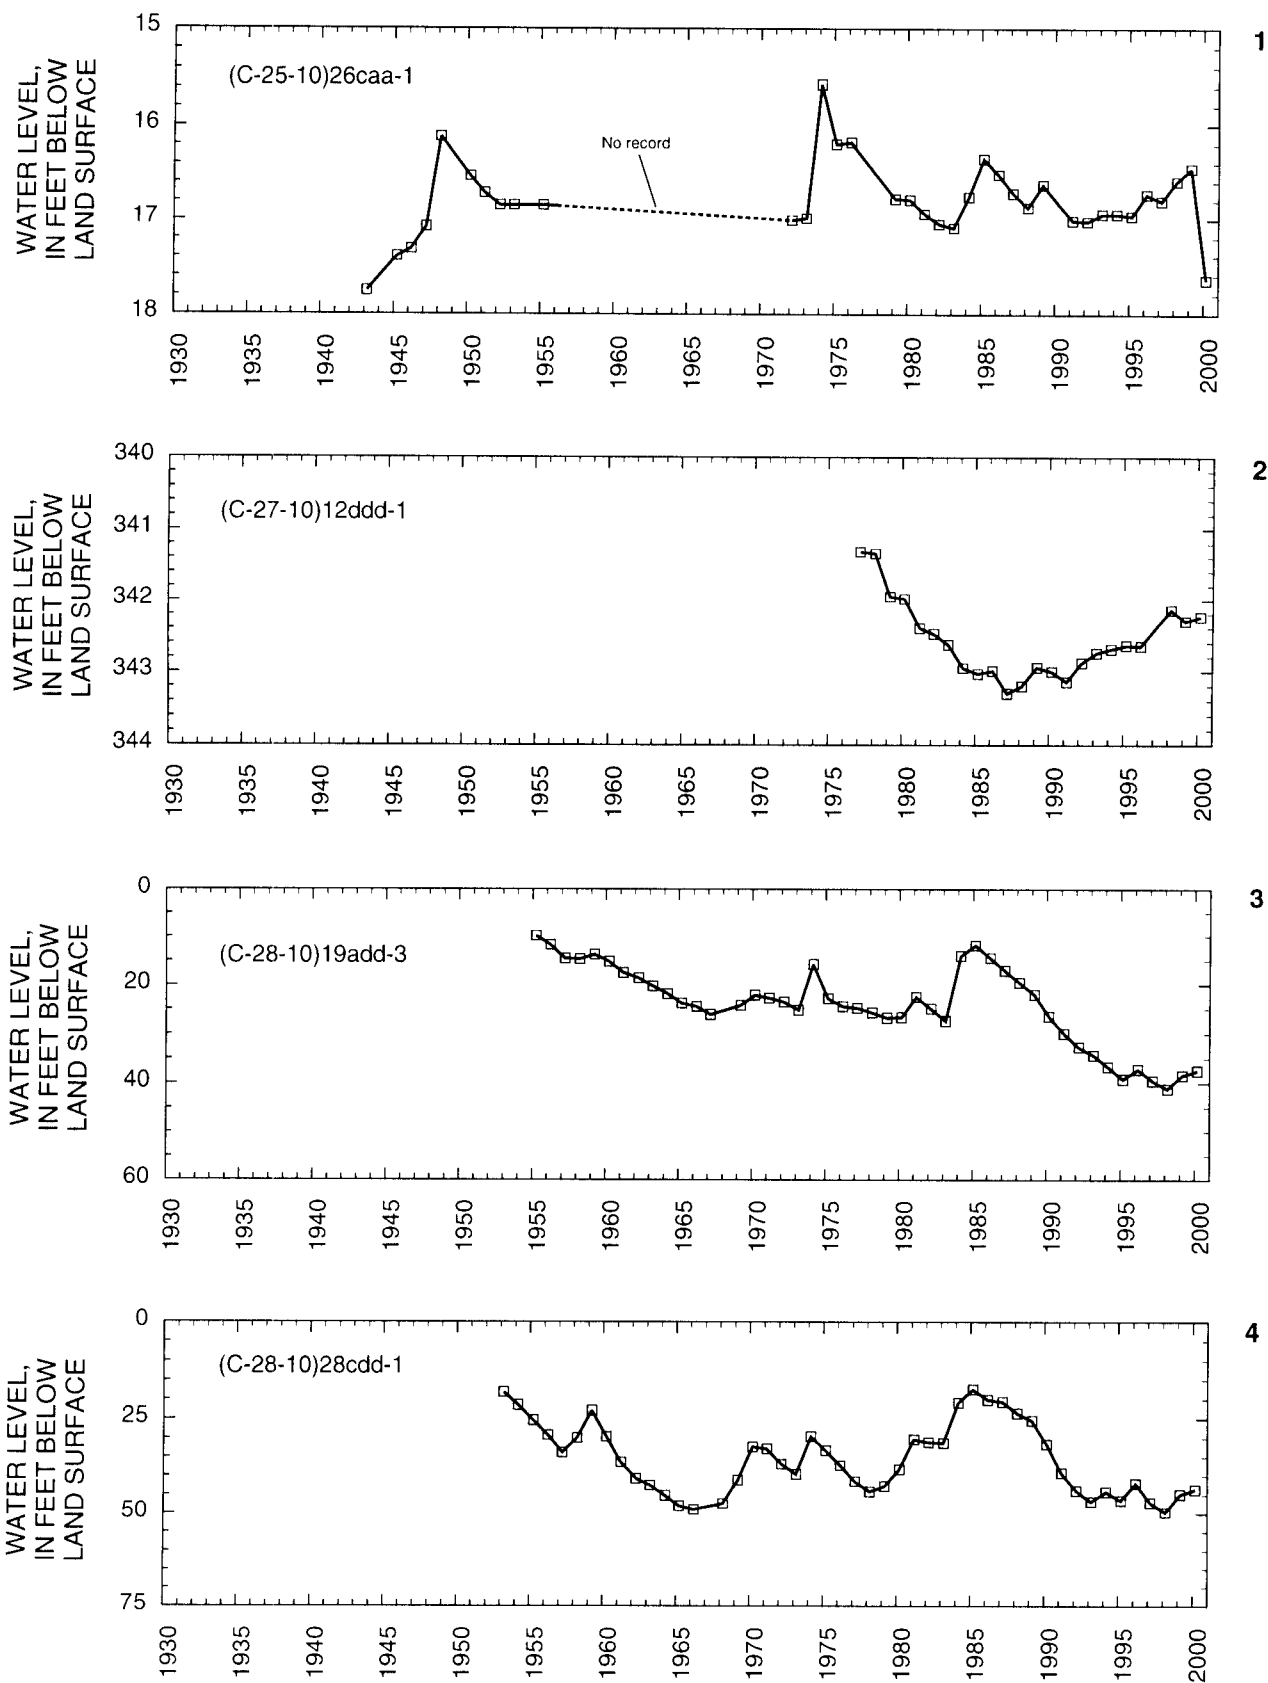 1
WATER LEVEL,
IN FEET BELOW
LAND SURFACE
15
16
17
18
(C-25-10)26caa-1
No record
1930 1935 1940 1945 1950 1955 1960 1965 1970 1975 1980 1985 1990 1995 2000
2
WATER LEVEL,
IN FEET BELOW
LAND SURFACE
340
341
342
343
344
(C-27-10)12ddd-1
1930 1935 1940 1945 1950 1955 1960 1965 1970 1975 1980 1985 1990 1995 2000
3
WATER LEVEL,
IN FEET BELOW
LAND SURFACE
0
20
40
60
(C-28-10)19add-3
1930 1935 1940 1945 1950 1955 1960 1965 1970 1975 1980 1985 1990 1995 2000
4
WATER LEVEL,
IN FEET BELOW
LAND SURFACE
0
25
50
75
(C-28-10)28cdd-1
1930 1935 1940 1945 1950 1955 1960 1965 1970 1975 1980 1985 1990 1995 2000